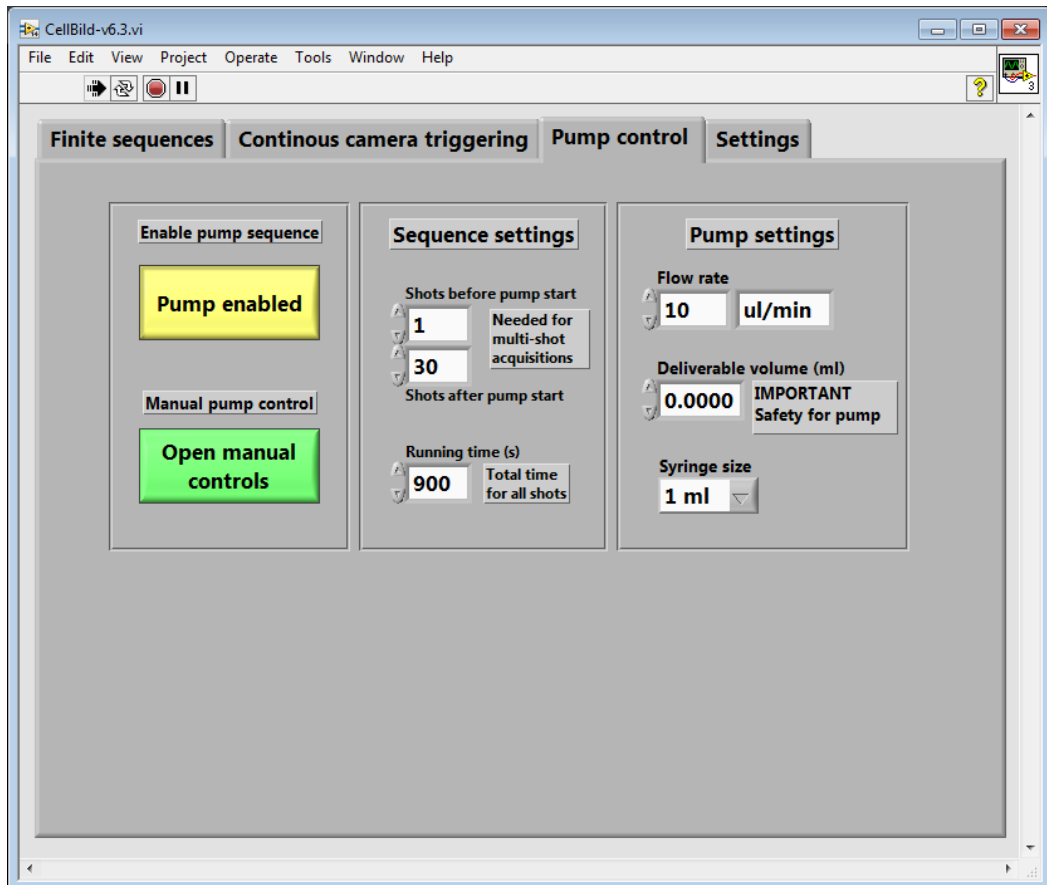 CellBild-v6.3.vi
File Edit View Project Operate Tools Window Help
3
Finite sequences Continous camera triggering Pump control Settings
Enable pump sequence
Pump enabled
Manual pump control
Open manual
controls
Sequence settings
Shots before pump start
1
30
Needed for
multi-shot
acquisitions
Shots after pump start
Running time (s)
900
Total time
for all shots
Pump settings
Flow rate
10 ul/min
Deliverable volume (ml)
0.0000
IMPORTANT
Safety for pump
Syringe size
1 ml